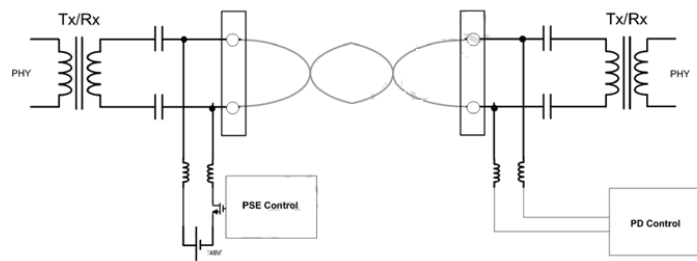 Tx/Rx
Tx/Rx
PHY
PHY
PSE Control
PD Control